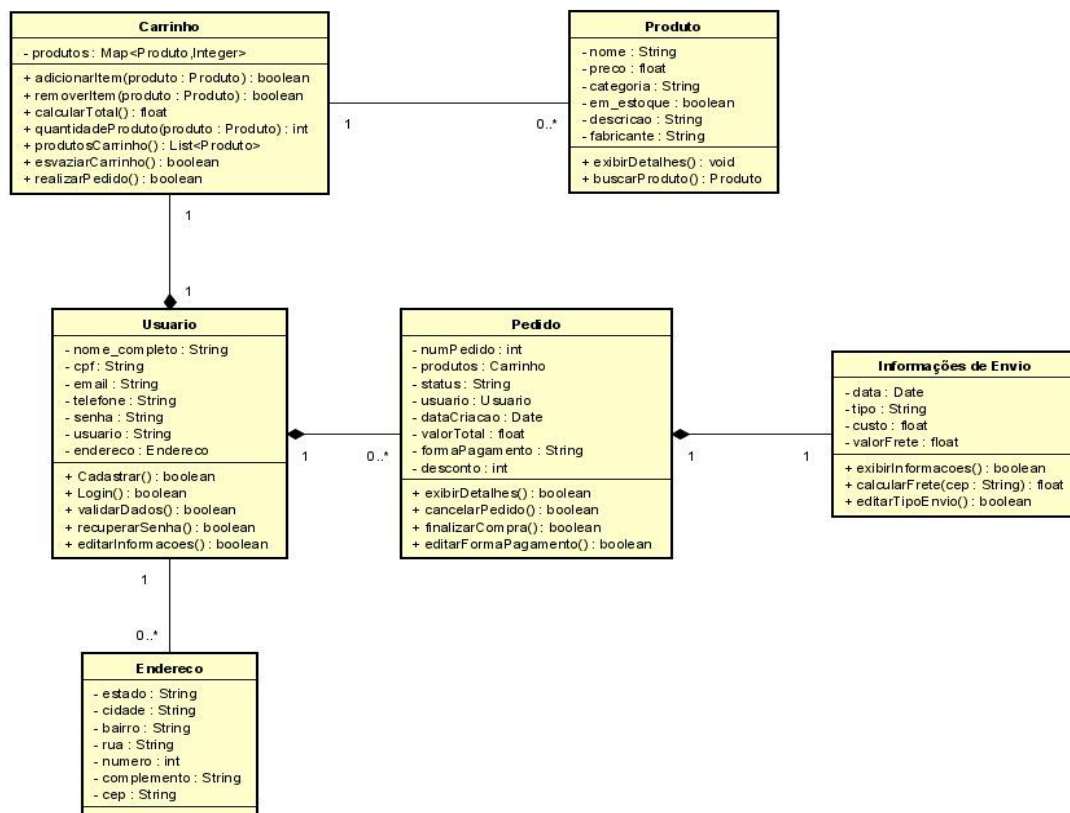 Carrinho
- produtos : Map<Produto,Integer>
+ adicionarItem(produto : Produto) : boolean
+ removerItem(produto : Produto) : boolean
+ calcularTotal() : float
+ quantidadeProduto(produto : Produto) : int
+ produtosCarrinho() : List<Produto>
+ esvaziarCarrinho() : boolean
+ realizarPedido() : boolean
Produto
- nome : String
- preco : float
- categoria : String
- em_estoque : boolean
- descricao : String
- fabricante : String
+ exibirDetalhes() : void
+ buscarProduto() : Produto
1
0..*
1
1
Usuario
- nome_completo : String
- cpf : String
- email : String
- telefone : String
- senha : String
- usuario : String
- endereco : Endereco
+ Cadastrar() : boolean
+ Login() : boolean
+ validarDados() : boolean
+ recuperarSenha() : boolean
+ editarInformacoes() : boolean
1
0..*
Pedido
- numPedido : int
- produtos : Carrinho
- status : String
- usuario : Usuario
- dataCriacao : Date
- valorTotal : float
- formaPagamento : String
- desconto : int
+ exibirDetalhes() : boolean
+ cancelarPedido() : boolean
+ finalizarCompra() : boolean
+ editarFormaPagamento() : boolean
1
1
Informações de Envio
- data : Date
- tipo : String
- custo : float
- valorFrete : float
+ exibirInformacoes() : boolean
+ calcularFrete(cep : String) : float
+ editarTipoEnvio() : boolean
1
0..*
Endereco
- estado : String
- cidade : String
- bairro : String
- rua : String
- numero : int
- complemento : String
- cep : String